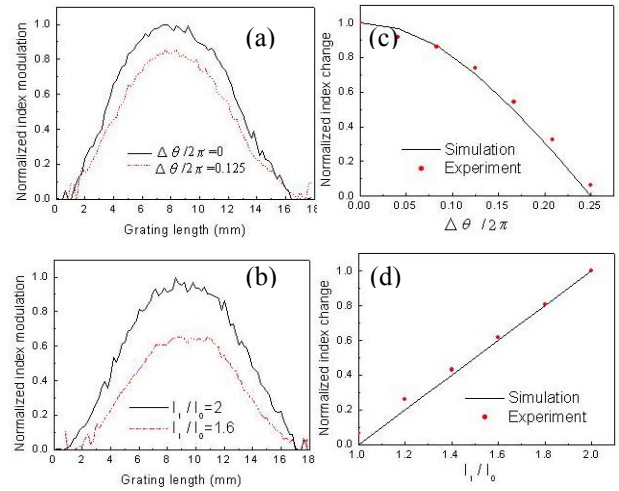 (a)
Normalized index modulation
1.0
0.8
0.6
0.4
0.2
0.0
Δθ/2π=0
Δθ/2π=0.125
0 2 4 6 8 10 12 14 16 18
Grating length (mm)
(c)
Normalized index change
1.0
0.8
0.6
0.4
0.2
0.0
Simulation
Experiment
0.00 0.05 0.10 0.15 0.20 0.25
Δθ/2π
(b)
Normalized index modulation
1.0
0.8
0.6
0.4
0.2
0.0
I₁/I₀=2
I₁/I₀=1.6
0 2 4 6 8 10 12 14 16 18
Grating length (mm)
(d)
Normalized index change
1.0
0.8
0.6
0.4
0.2
0.0
Simulation
Experiment
1.0 1.2 1.4 1.6 1.8 2.0
I₁/I₀